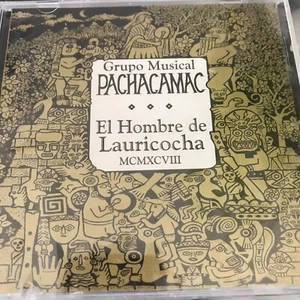 Grupo Musical
PACHACAMAC
El Hombre de
Lauricocha
MCMXCVIII